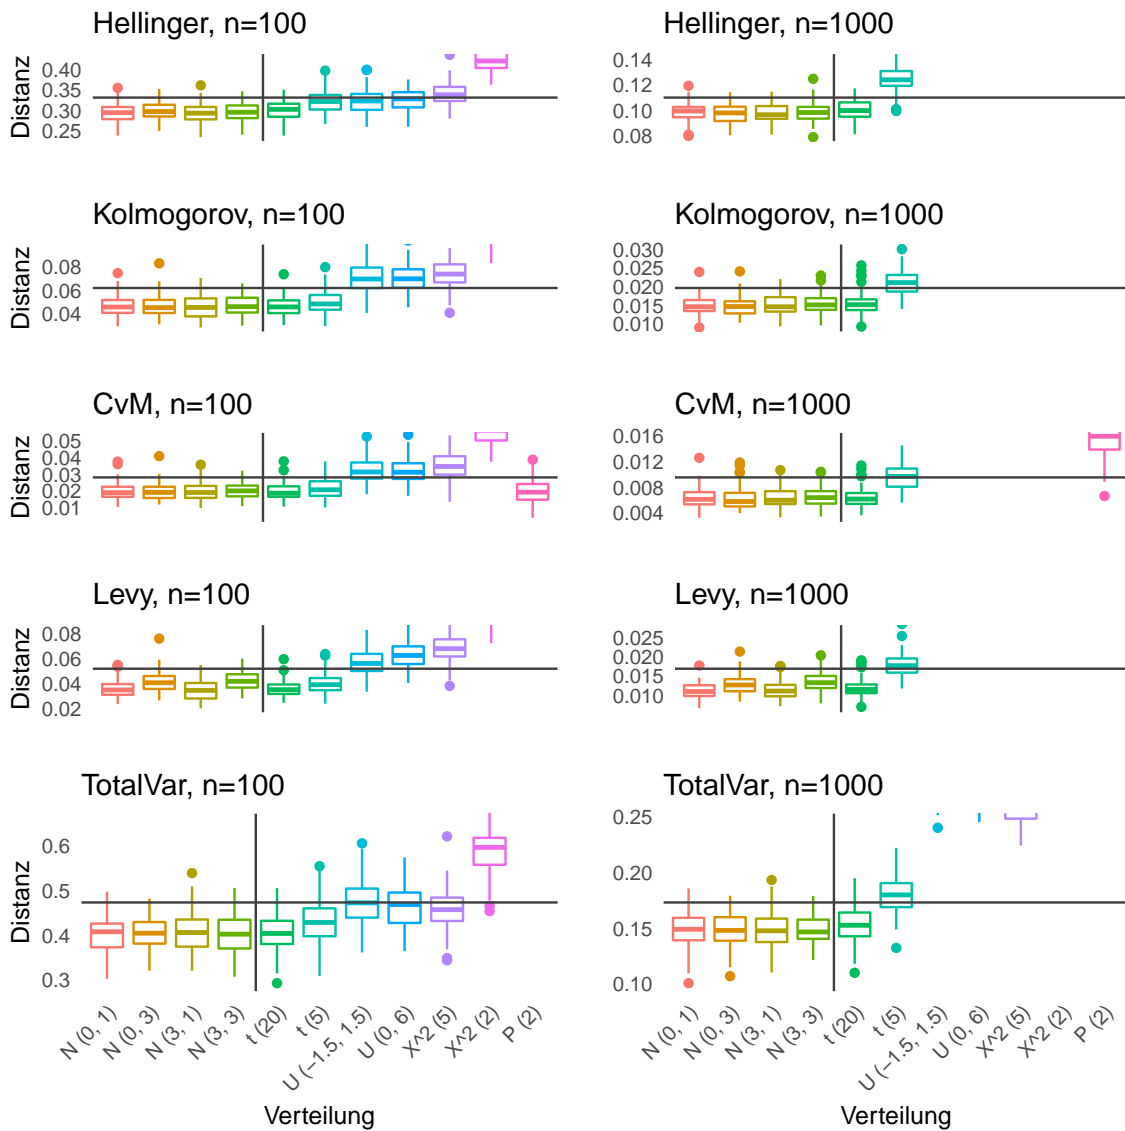 Hellinger, n=100
Distanz
0.40
0.35
0.30
0.25
Hellinger, n=1000
0.14
0.12
0.10
0.08
Kolmogorov, n=100
Distanz
0.08
0.06
0.04
Kolmogorov, n=1000
0.030
0.025
0.020
0.015
0.010
CvM, n=100
Distanz
0.05
0.04
0.03
0.02
0.01
CvM, n=1000
0.016
0.012
0.008
0.004
Levy, n=100
Distanz
0.08
0.06
0.04
0.02
Levy, n=1000
0.025
0.020
0.015
0.010
TotalVar, n=100
Distanz
0.6
0.5
0.4
0.3
N (0, 1)
N (0, 3)
N (3, 1)
N (3, 3)
t (20)
t (5)
U (−1.5, 1.5)
U (0, 6)
X^2 (5)
X^2 (2)
P (2)
Verteilung
TotalVar, n=1000
0.25
0.20
0.15
0.10
N (0, 1)
N (0, 3)
N (3, 1)
N (3, 3)
t (20)
t (5)
U (−1.5, 1.5)
U (0, 6)
X^2 (5)
X^2 (2)
P (2)
Verteilung